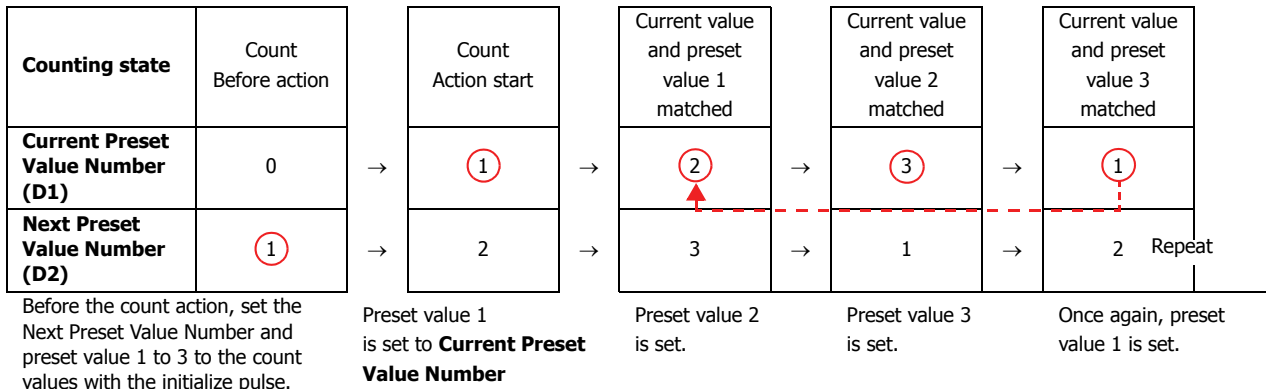 Counting state
Count
Before action
Count
Action start
Current value
and preset
value 1
matched
Current value
and preset
value 2
matched
Current value
and preset
value 3
matched
Current Preset
Value Number
(D1)
0
→
1
→
2
→
3
→
1
Next Preset
Value Number
(D2)
1
→
2
→
3
→
1
→
2
Repeat
Before the count action, set the
Next Preset Value Number and
preset value 1 to 3 to the count
values with the initialize pulse.
Preset value 1
is set to Current Preset
Value Number
Preset value 2
is set.
Preset value 3
is set.
Once again, preset
value 1 is set.